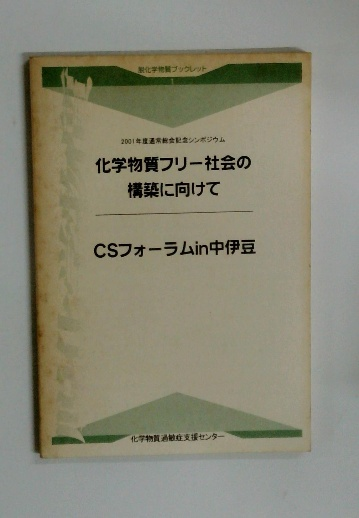 脱化学物質ブックレット
2001年度通常総会記念シンポジウム
化学物質フリー社会の
構築に向けて
CSフォーラムin中伊豆
化学物質過敏症支援センター